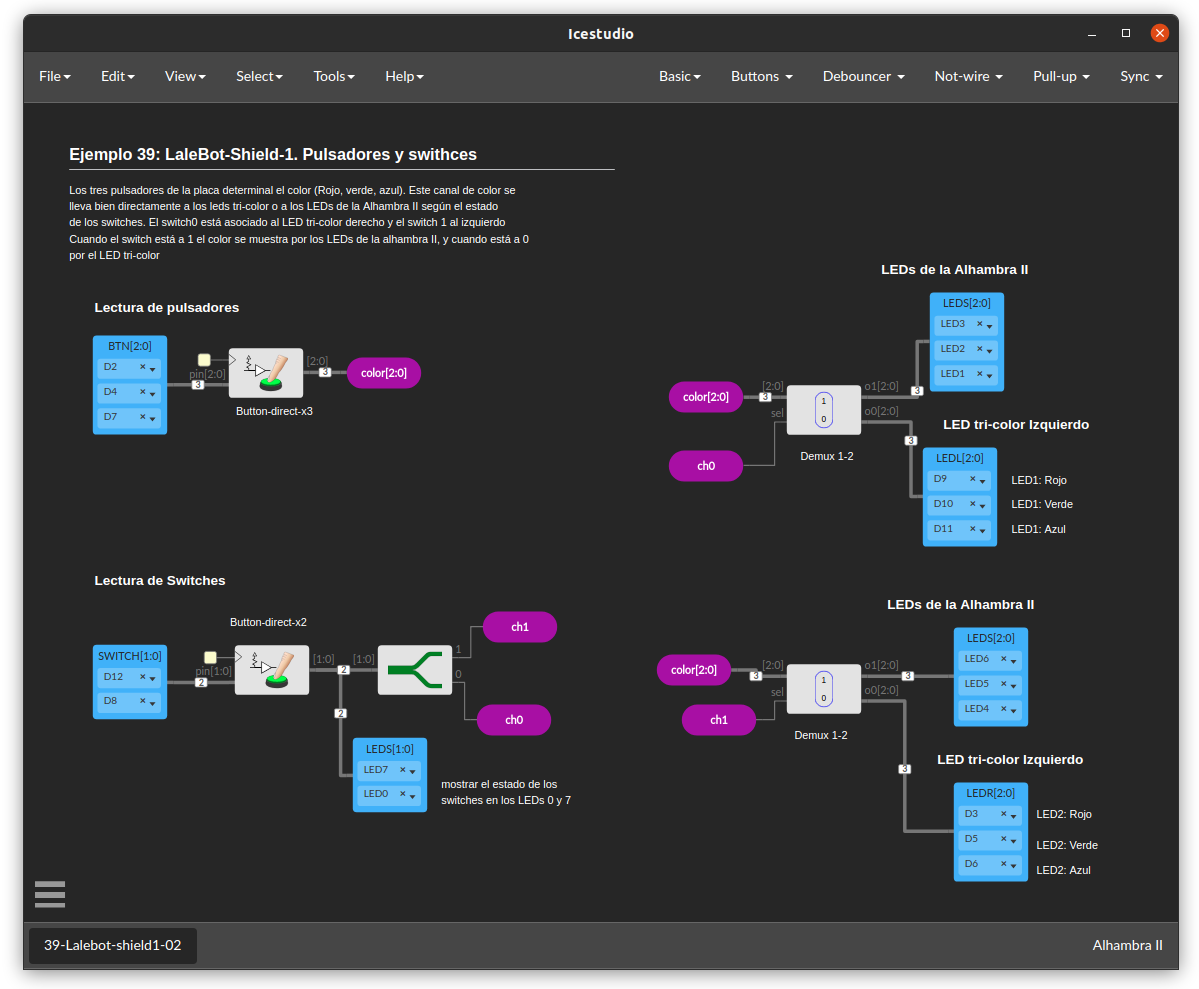 Icestudio
File Edit View Select Tools Help Basic Buttons Debouncer Not-wire Pull-up Sync
Ejemplo 39: LaleBot-Shield-1. Pulsadores y swithces
Los tres pulsadores de la placa determinal el color (Rojo, verde, azul). Este canal de color se
lleva bien directamente a los leds tri-color o a los LEDs de la Alhambra II según el estado
de los switches. El switch0 está asociado al LED tri-color derecho y el switch 1 al izquierdo
Cuando el switch está a 1 el color se muestra por los LEDs de la alhambra II, y cuando está a 0
por el LED tri-color
Lectura de pulsadores
BTN[2:0]
D2
D4
D7
pin[2:0]
3
[2:0]
3
color[2:0]
Button-direct-x3
LEDs de la Alhambra II
LEDS[2:0]
LED3
LED2
LED1
color[2:0]
[2:0]
3
sel
ch0
1
0
Demux 1-2
o1[2:0]
3
o0[2:0]
3
LED tri-color Izquierdo
LEDL[2:0]
D9
D10
D11
LED1: Rojo
LED1: Verde
LED1: Azul
Lectura de Switches
Button-direct-x2
SWITCH[1:0]
D12
D8
pin[1:0]
2
[1:0]
2
[1:0]
1
0
ch1
ch0
2
LEDS[1:0]
LED7
LED0
mostrar el estado de los
switches en los LEDs 0 y 7
LEDs de la Alhambra II
LEDS[2:0]
LED6
LED5
LED4
color[2:0]
[2:0]
3
sel
ch1
1
0
Demux 1-2
o1[2:0]
3
o0[2:0]
3
LED tri-color Izquierdo
LEDR[2:0]
D3
D5
D6
LED2: Rojo
LED2: Verde
LED2: Azul
39-Lalebot-shield1-02
Alhambra II